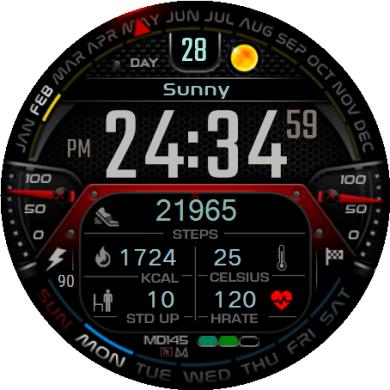 JAN FEB MAR APR MAY JUN JUL AUG SEP OCT NOV DEC
DAY 28
Sunny
PM 24:34 59
100 100
50 50
0 0
21965
STEPS
90
1724 25
KCAL CELSIUS
10 120
STD UP HRATE
MD145
SUN MON TUE WED THU FRI SAT